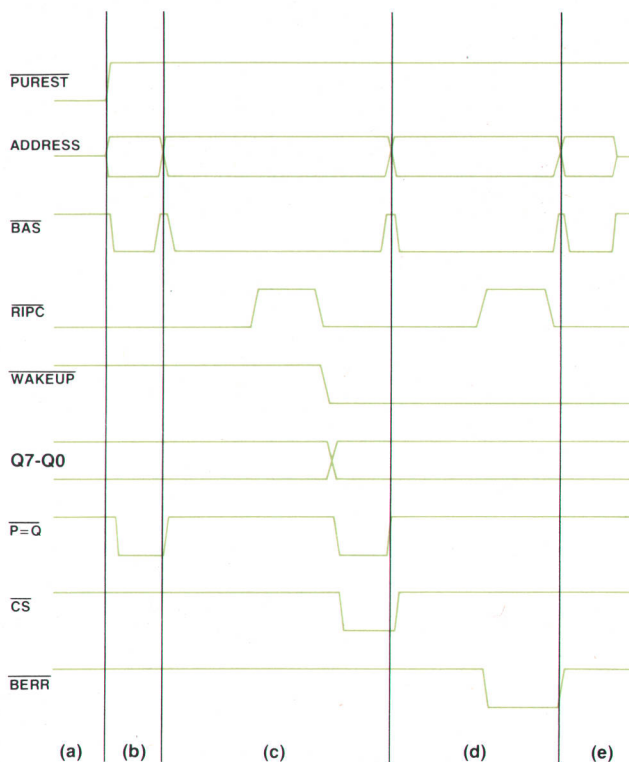 PUREST
ADDRESS
BAS
RIPC
WAKEUP
Q7-Q0
P=Q
CS
BERR
(a) (b) (c) (d) (e)